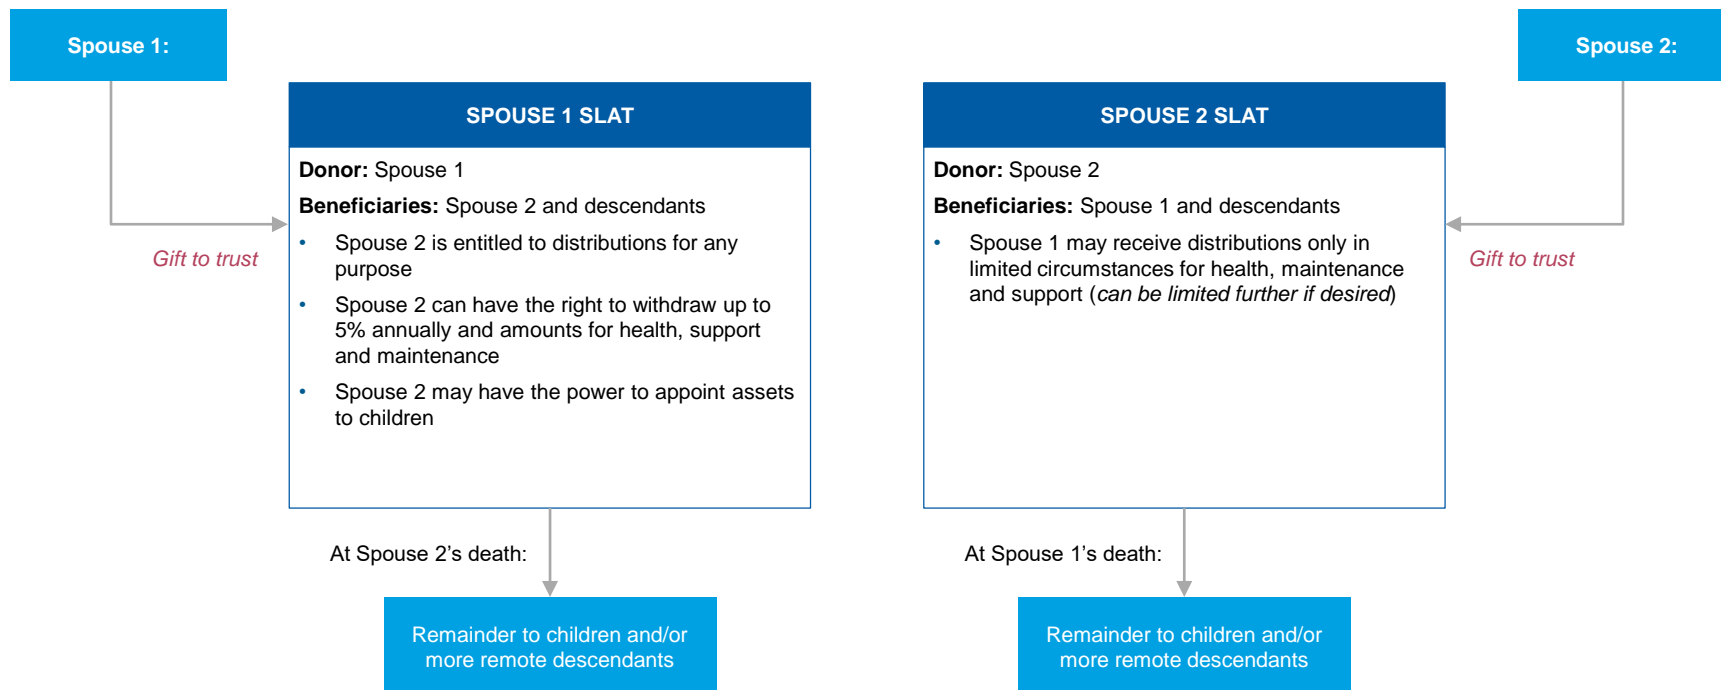 Spouse 1:
Spouse 2:
SPOUSE 1 SLAT
Donor: Spouse 1
Beneficiaries: Spouse 2 and descendants
• Spouse 2 is entitled to distributions for any
purpose
• Spouse 2 can have the right to withdraw up to
5% annually and amounts for health, support
and maintenance
• Spouse 2 may have the power to appoint assets
to children
Gift to trust
SPOUSE 2 SLAT
Donor: Spouse 2
Beneficiaries: Spouse 1 and descendants
• Spouse 1 may receive distributions only in
limited circumstances for health, maintenance
and support (can be limited further if desired)
Gift to trust
At Spouse 2’s death:
Remainder to children and/or
more remote descendants
At Spouse 1’s death:
Remainder to children and/or
more remote descendants